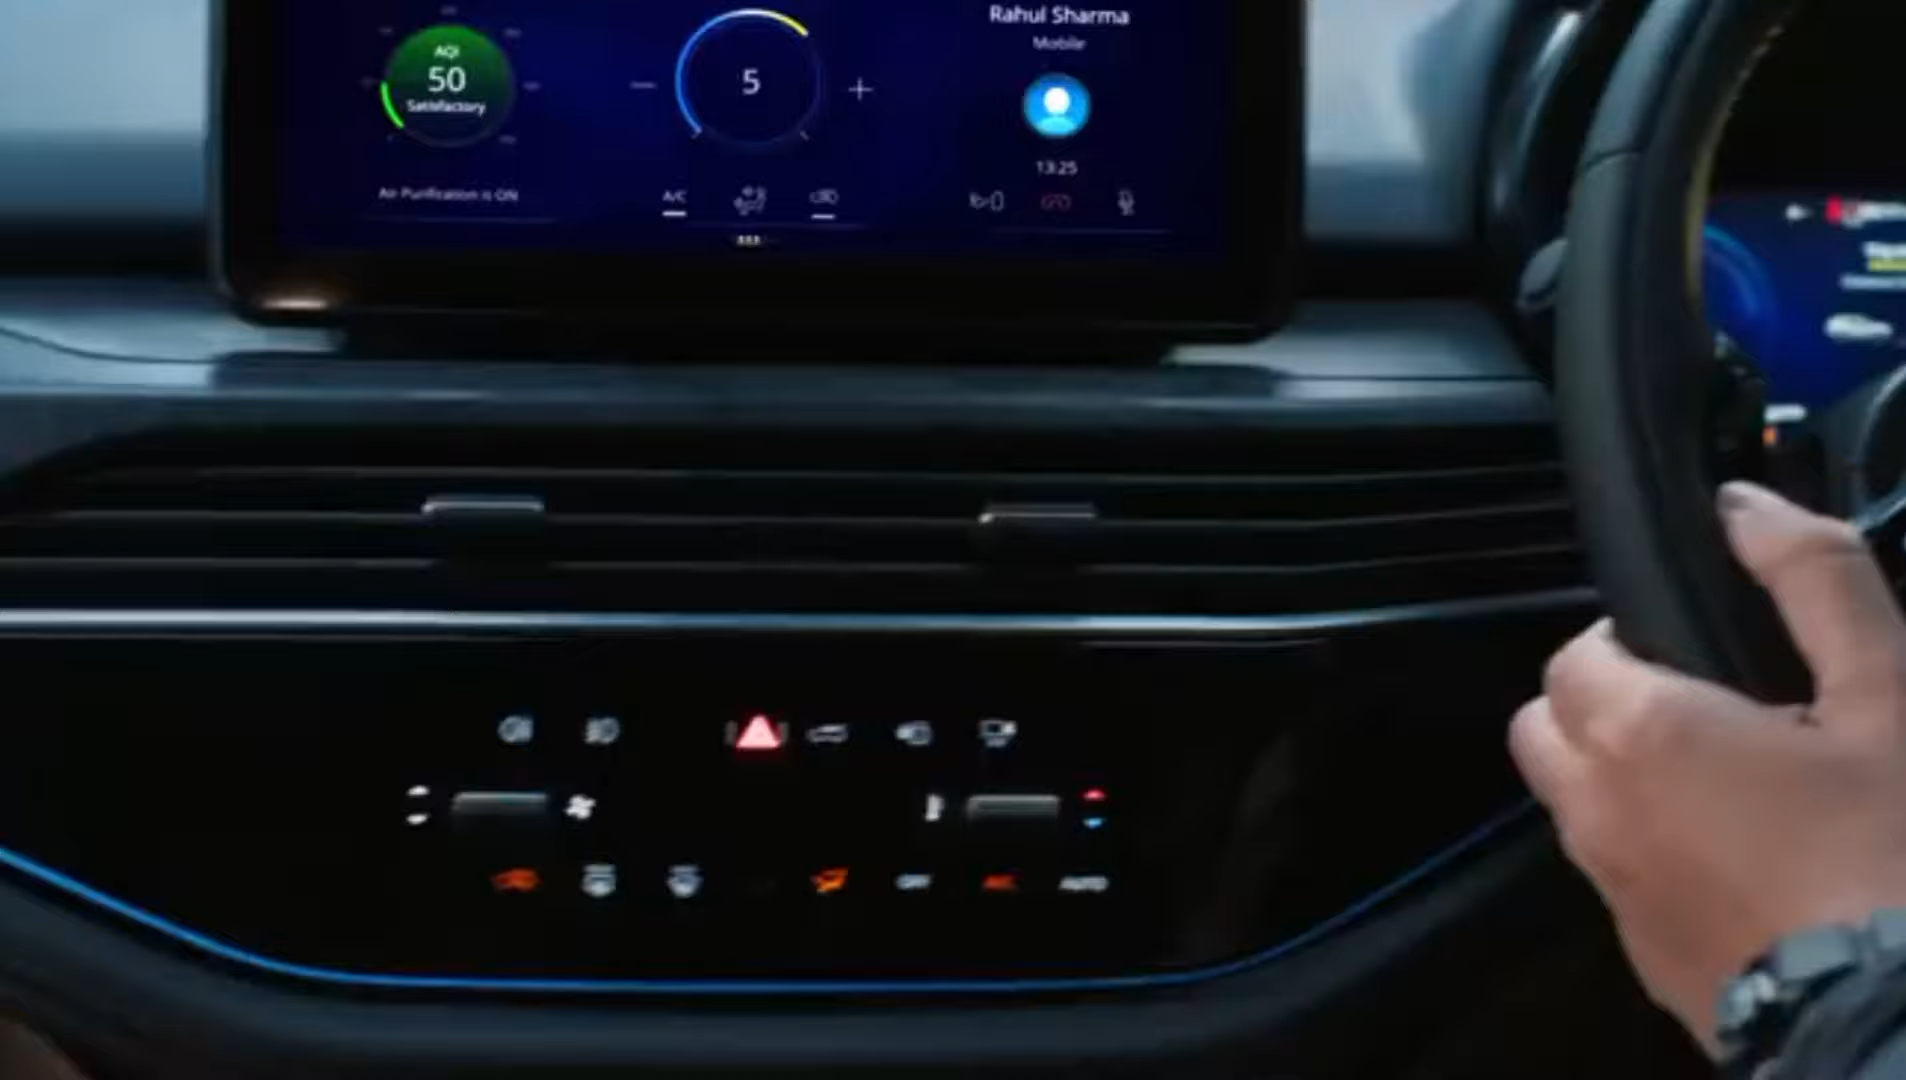 Rahul Sharma
Mobile
AQI
50
Satisfactory
5
13:25
Air Purification is ON
A/C
OFF
A/C
AUTO